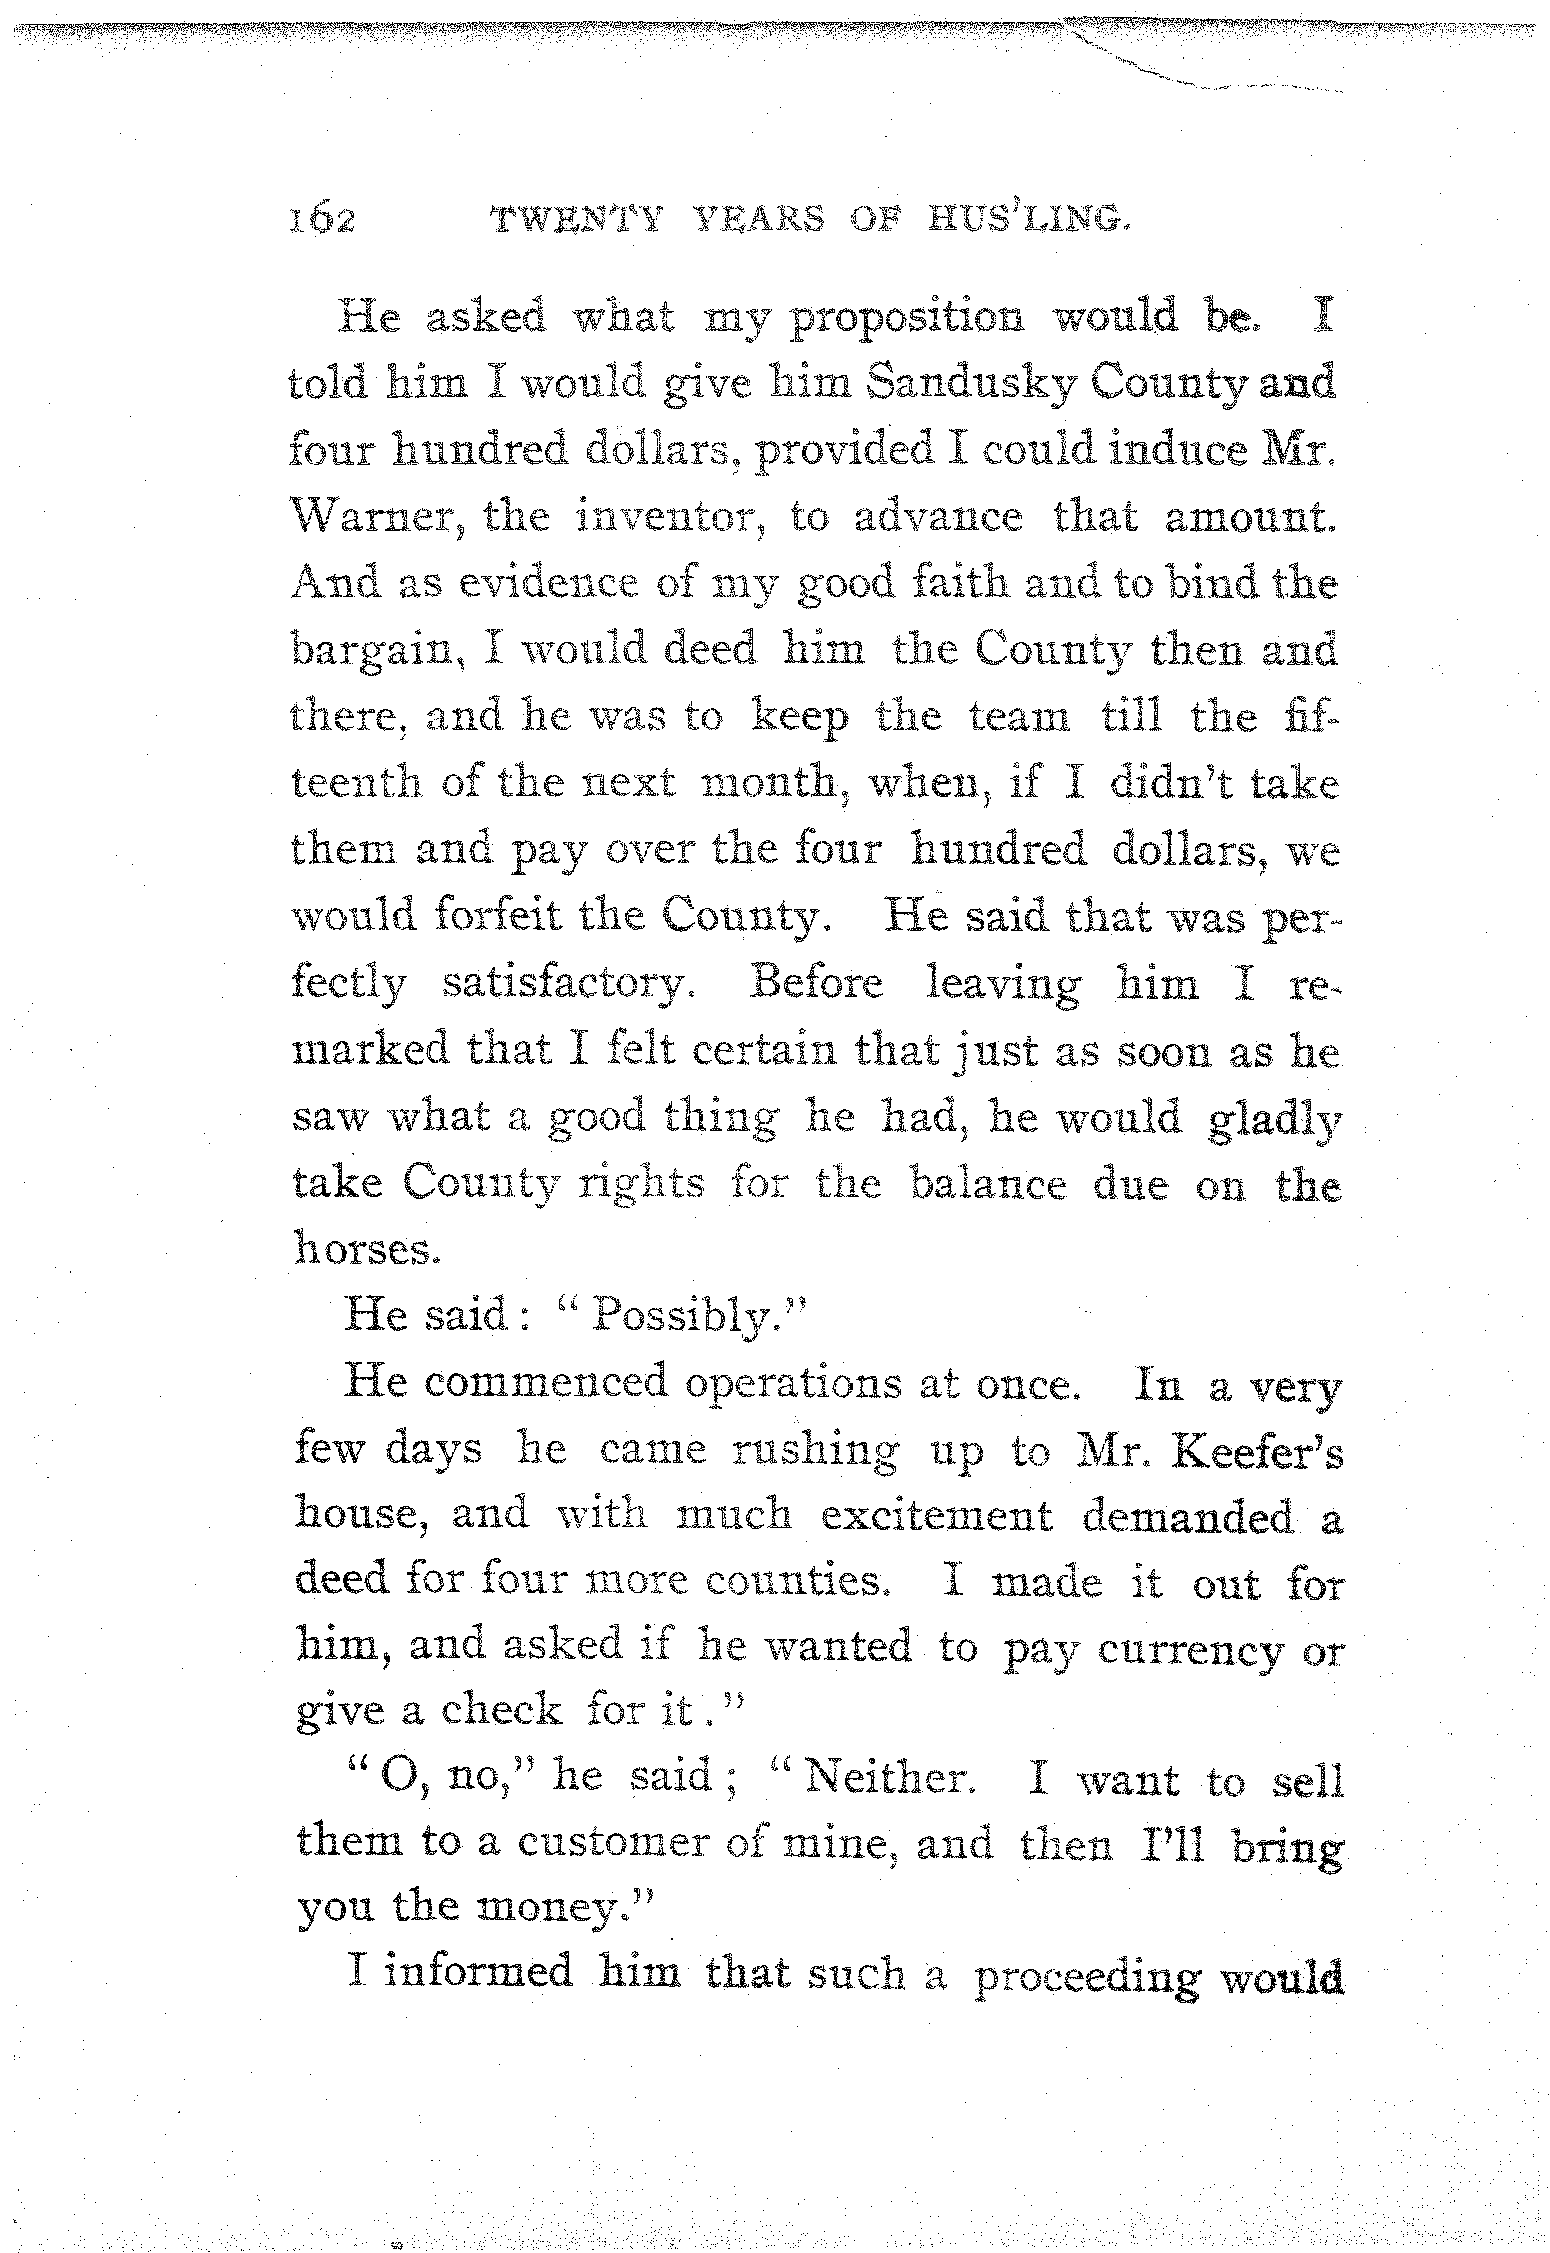 162 TWENTY YEARS OF HUS'LING.
He asked what my proposition would be. I
told him I would give him Sandusky County and
four hundred dollars, provided I could induce Mr.
Warner, the inventor, to advance that amount.
And as evidence of my good faith and to bind the
bargain, I would deed him the County then and
there, and he was to keep the team till the fif-
teenth of the next month, when, if I didn't take
them and pay over the four hundred dollars, we
would forfeit the County. He said that was per-
fectly satisfactory. Before leaving him I re-
marked that I felt certain that just as soon as he
saw what a good thing he had, he would gladly
take County rights for the balance due on the
horses.
He said: "Possibly."
He commenced operations at once. In a very
few days he came rushing up to Mr. Keefer's
house, and with much excitement demanded a
deed for four more counties. I made it out for
him, and asked if he wanted to pay currency or
give a check for it."
"O, no," he said; "Neither. I want to sell
them to a customer of mine, and then I'll bring
you the money."
I informed him that such a proceeding would